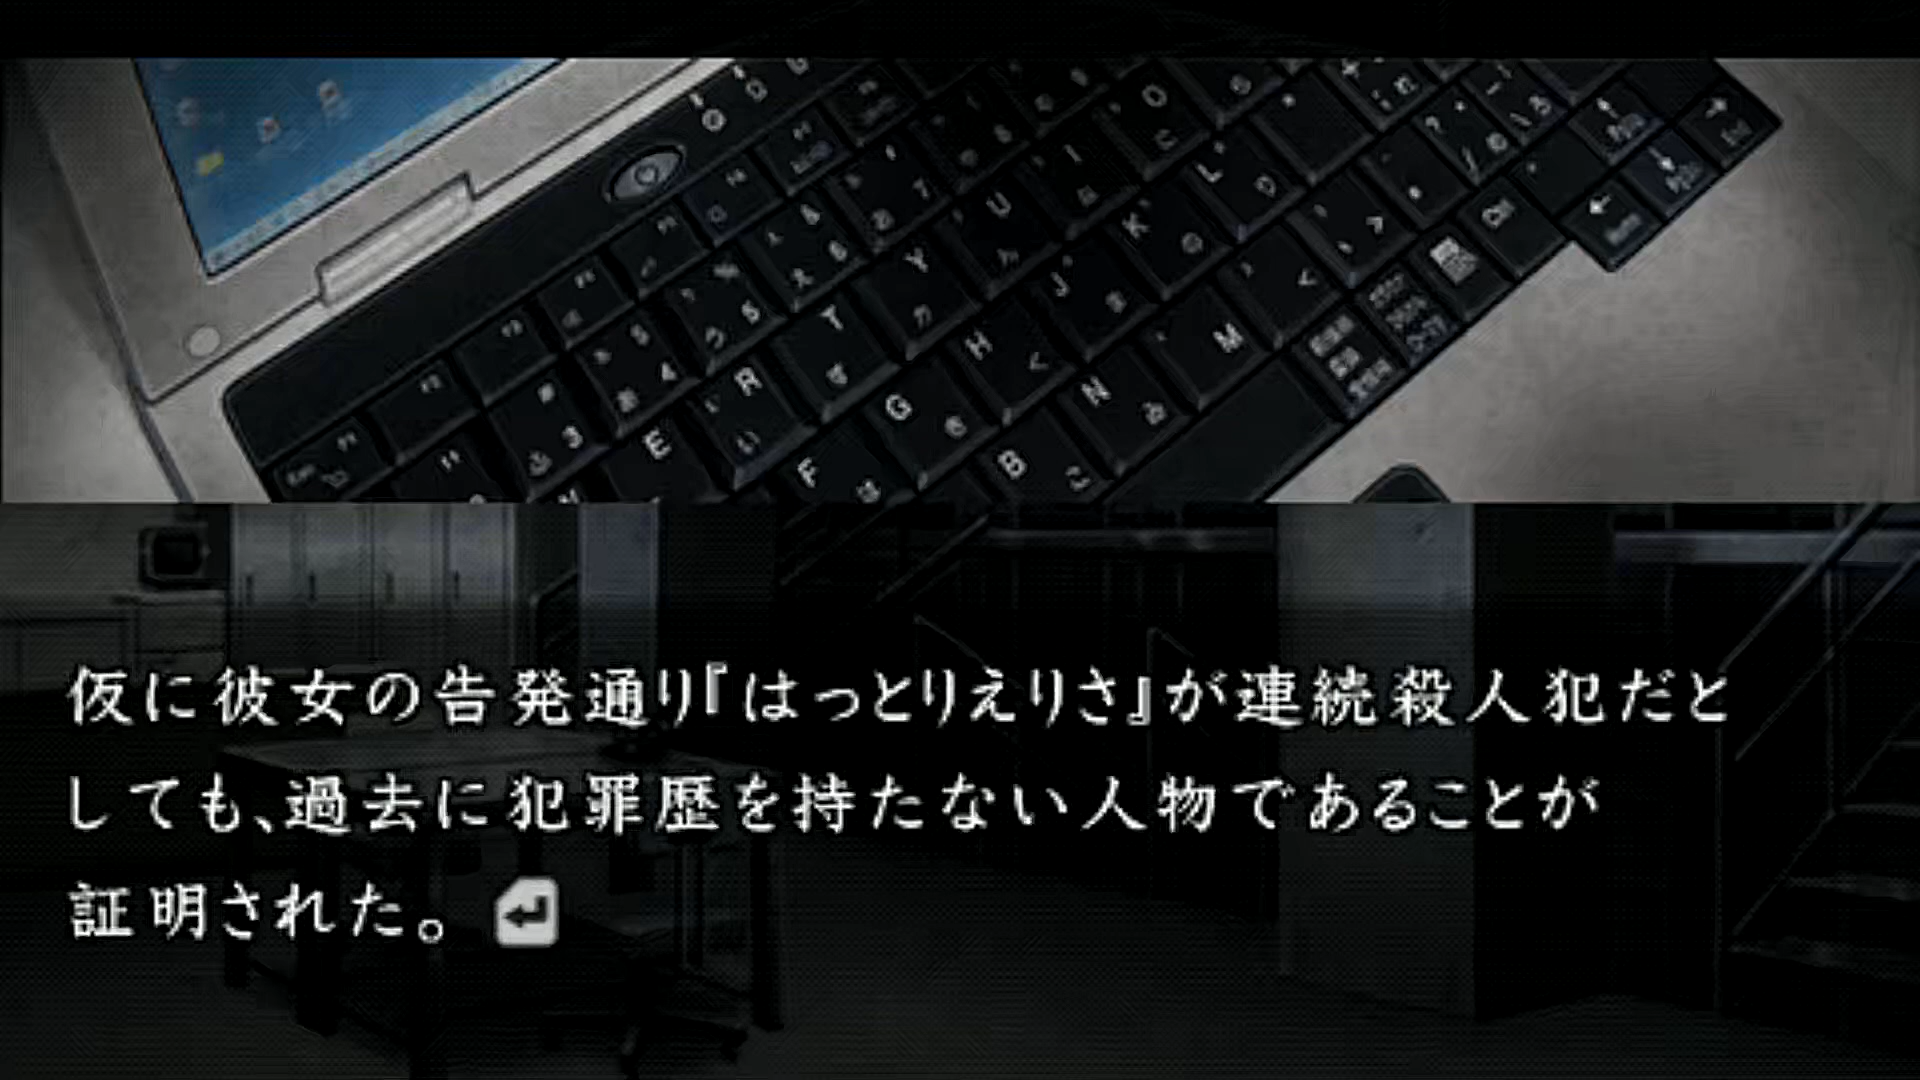 仮に彼女の告発通り『はっとりえりさ』が連続殺人犯だと
しても、過去に犯罪歴を持たない人物であることが
証明された。